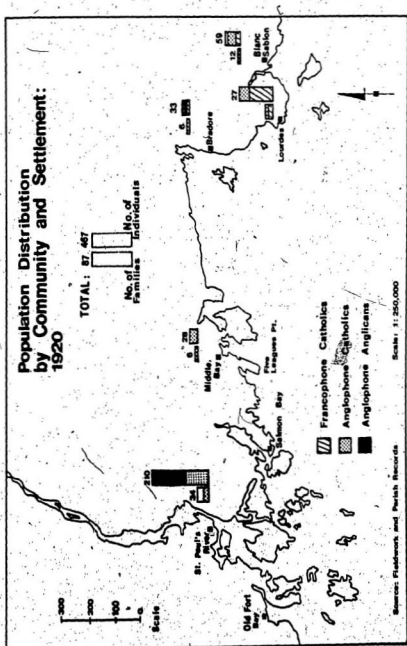 Population Distribution
by Community and Settlement:
1920
TOTAL: 87 467
No. of Families
No. of Individuals
300
200
100
0
Scale
210
34
St. Paul's River
Old Fort Bay
Salmon Bay
6 28
Middle Bay
Five Leagues Pt.
6 33
Bradore
59
12
Blanc Sablon
27
Lourdes
Francophone Catholics
Anglophone Catholics
Anglophone Anglicans
Source: Fieldwork and Parish Records
Scale: 1: 250,000